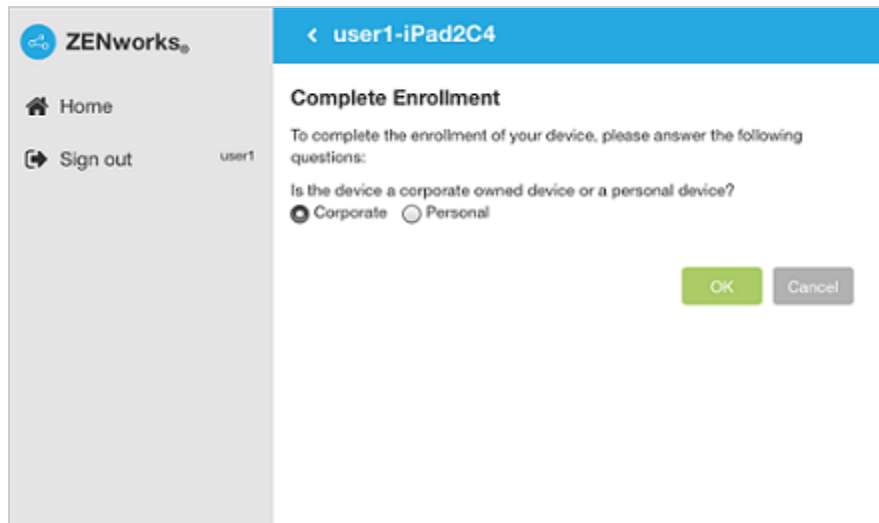 ZENworks®
Home
Sign out user1
< user1-iPad2C4
Complete Enrollment
To complete the enrollment of your device, please answer the following
questions:
Is the device a corporate owned device or a personal device?
Corporate Personal
OK Cancel